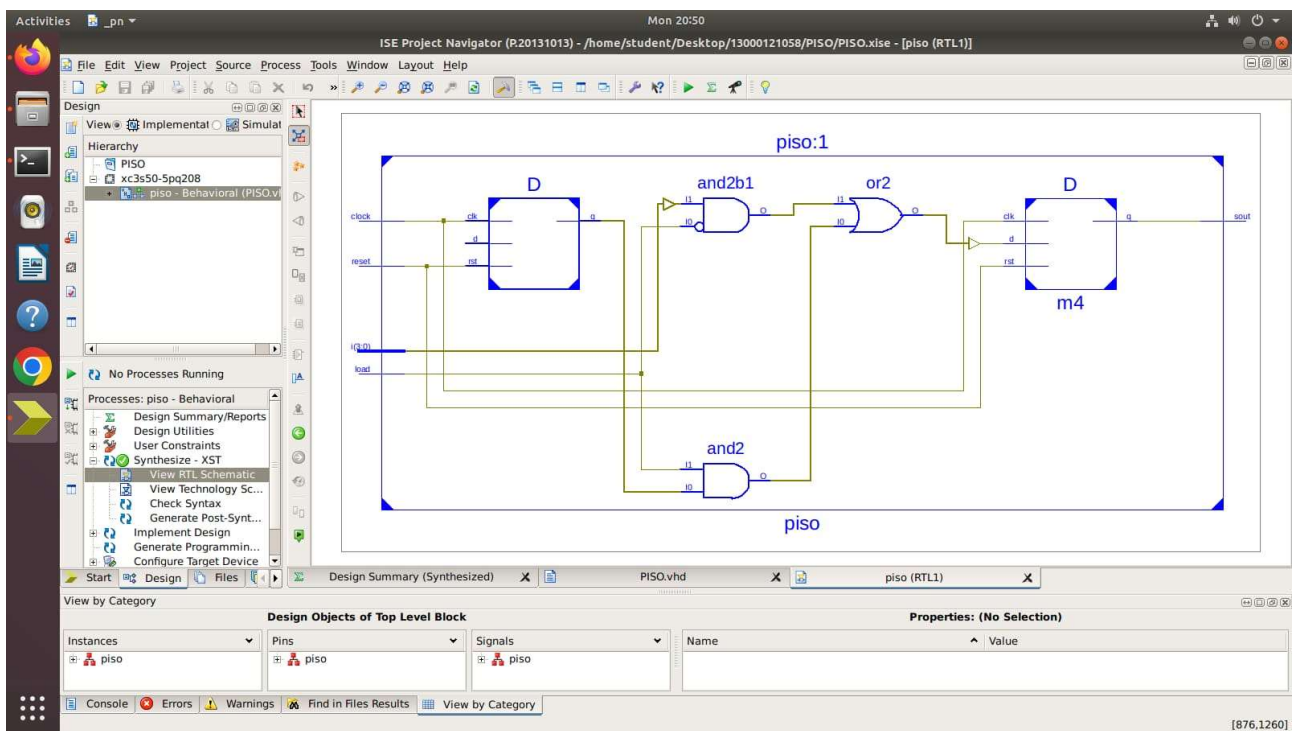 Activities _pn Mon 20:50
ISE Project Navigator (P.20131013) - /home/student/Desktop/13000121058/PISO/PISO.xise - [piso (RTL1)]
File Edit View Project Source Process Tools Window Layout Help
»
Design
View Implementat Simulat
Hierarchy
PISO
xc3s50-5pq208
piso - Behavioral (PISO.vh
No Processes Running
Processes: piso - Behavioral
Design Summary/Reports
Design Utilities
User Constraints
Synthesize - XST
View RTL Schematic
View Technology Sc...
Check Syntax
Generate Post-Synt...
Implement Design
Generate Programmin...
Configure Target Device
Start Design Files
piso:1
D and2b1 or2 D
clock clk q I1 O I1 O clk q sout
I0 I0
d d
reset rst rst
m4
i(3:0)
load
and2
I1 O
I0
piso
Design Summary (Synthesized) PISO.vhd piso (RTL1)
View by Category
Design Objects of Top Level Block Properties: (No Selection)
Instances Pins Signals Name Value
piso piso piso
Console Errors Warnings Find in Files Results View by Category
[876,1260]